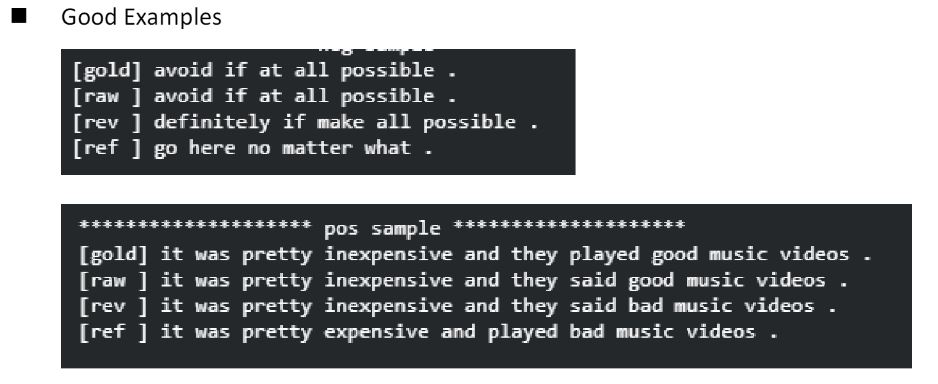 ■ Good Examples
neg sample
[gold] avoid if at all possible .
[raw ] avoid if at all possible .
[rev ] definitely if make all possible .
[ref ] go here no matter what .
******************** pos sample ********************
[gold] it was pretty inexpensive and they played good music videos .
[raw ] it was pretty inexpensive and they said good music videos .
[rev ] it was pretty inexpensive and they said bad music videos .
[ref ] it was pretty expensive and played bad music videos .